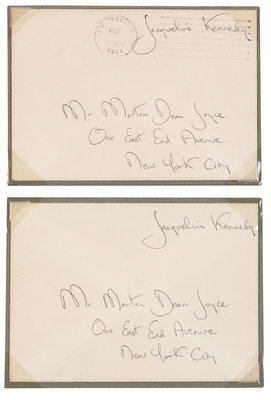 Jacqueline Kennedy
Mr Morton Dean Joyce
One East End Avenue
New York City
Jacqueline Kennedy
Mr Morton Dean Joyce
One East End Avenue
New York City